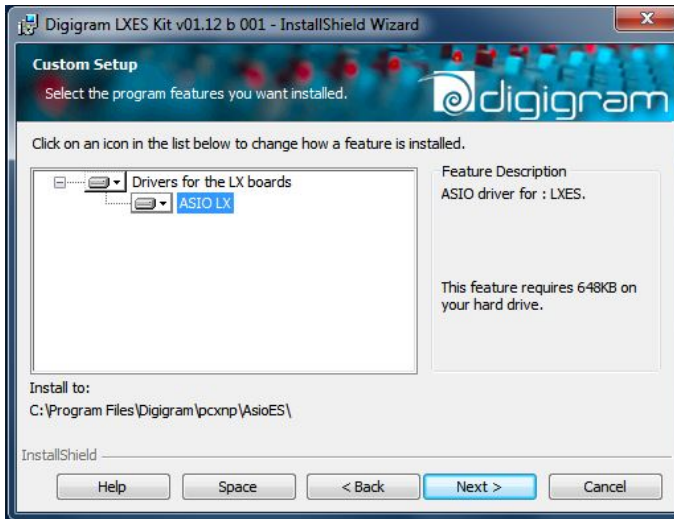 Digigram LXES Kit v01.12 b 001 - InstallShield Wizard
Custom Setup
Select the program features you want installed.
digigram
Click on an icon in the list below to change how a feature is installed.
Drivers for the LX boards
ASIO LX
Feature Description
ASIO driver for : LXES.
This feature requires 648KB on
your hard drive.
Install to:
C:\Program Files\Digigram\pcxnp\AsioES\
InstallShield
Help
Space
< Back
Next >
Cancel